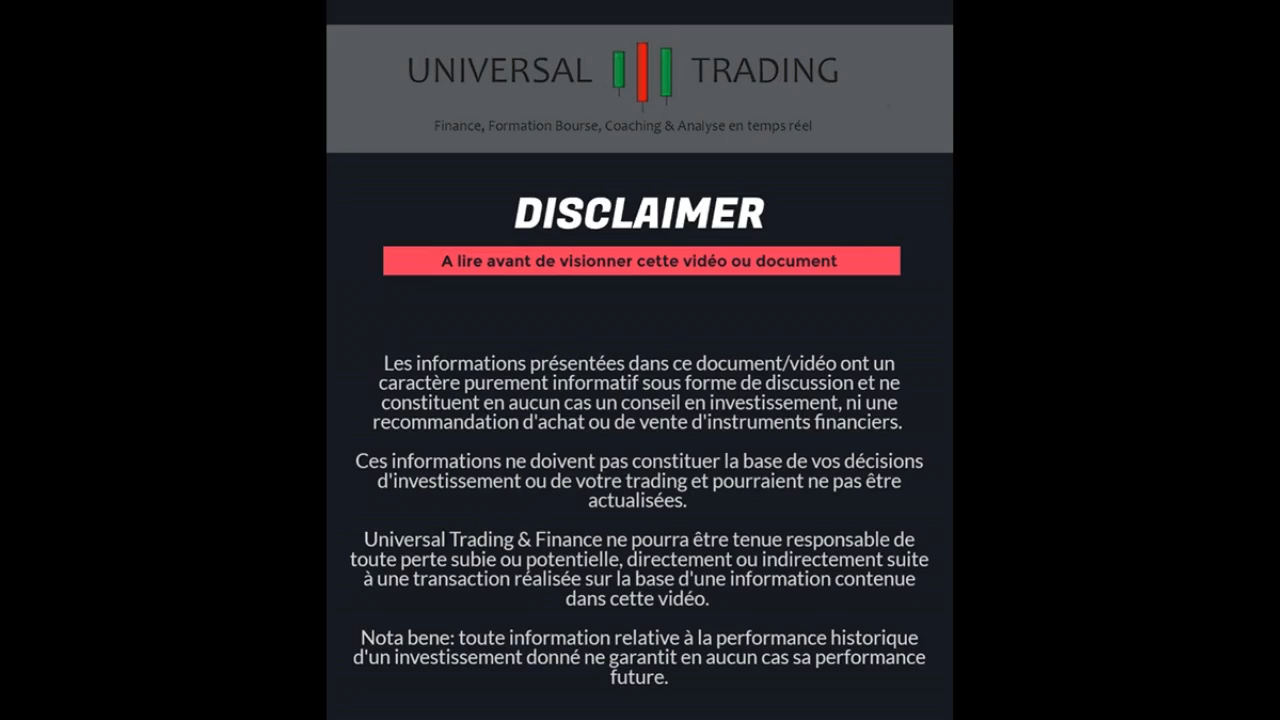 UNIVERSAL TRADING
Finance, Formation Bourse, Coaching & Analyse en temps réel
DISCLAIMER
A lire avant de visionner cette vidéo ou document
Les informations présentées dans ce document/vidéo ont un
caractère purement informatif sous forme de discussion et ne
constituent en aucun cas un conseil en investissement, ni une
recommandation d'achat ou de vente d'instruments financiers.
Ces informations ne doivent pas constituer la base de vos décisions
d'investissement ou de votre trading et pourraient ne pas être
actualisées.
Universal Trading & Finance ne pourra être tenue responsable de
toute perte subie ou potentielle, directement ou indirectement suite
à une transaction réalisée sur la base d'une information contenue
dans cette vidéo.
Nota bene: toute information relative à la performance historique
d'un investissement donné ne garantit en aucun cas sa performance
future.